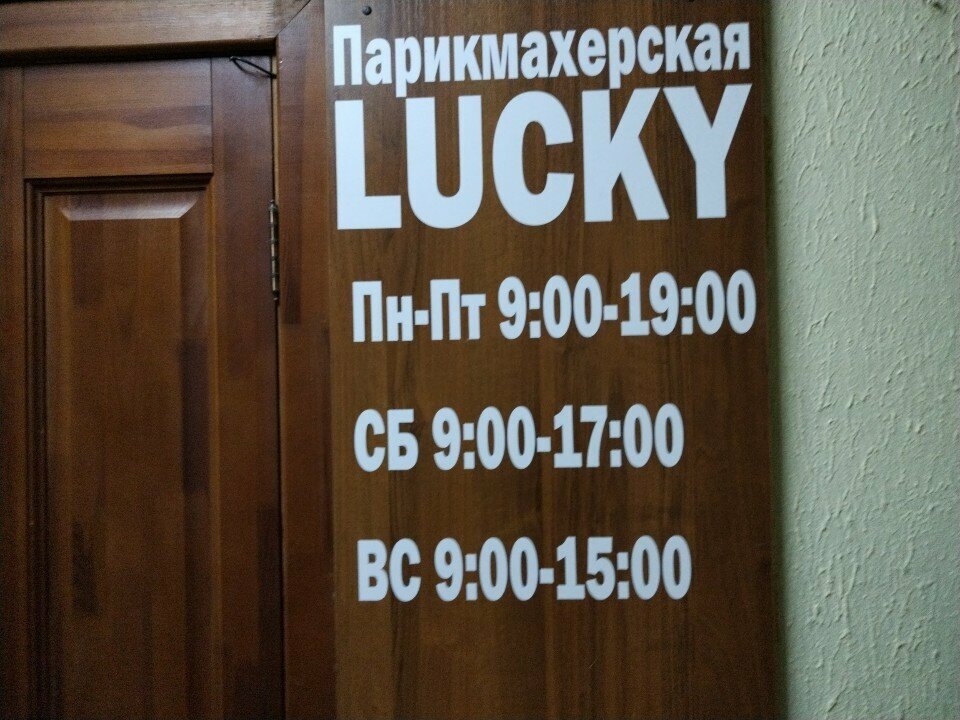 Парикмахерская
LUCKY
Пн-Пт 9:00-19:00
СБ 9:00-17:00
ВС 9:00-15:00